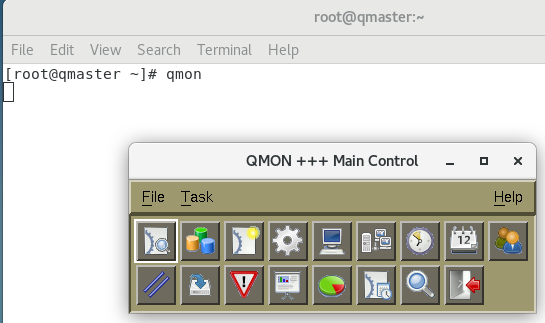 root@qmaster:~
File Edit View Search Terminal Help
[root@qmaster ~]# qmon
QMON +++ Main Control
File Task Help
12